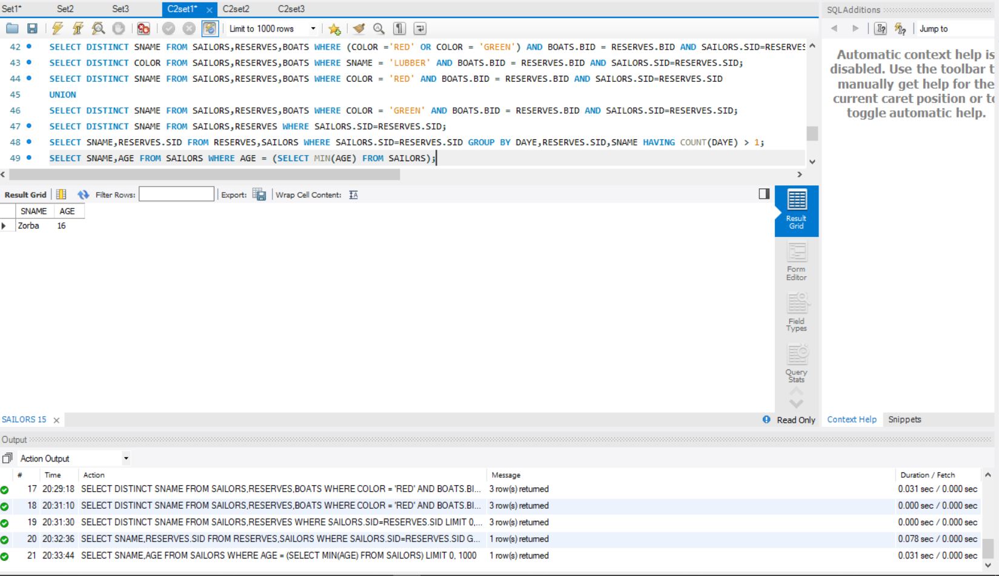 Set1* Set2 Set3 C2set1* C2set2 C2set3
Limit to 1000 rows
42 SELECT DISTINCT SNAME FROM SAILORS,RESERVES,BOATS WHERE (COLOR ='RED' OR COLOR = 'GREEN') AND BOATS.BID = RESERVES.BID AND SAILORS.SID=RESERVES
43 SELECT DISTINCT COLOR FROM SAILORS,RESERVES,BOATS WHERE SNAME = 'LUBBER' AND BOATS.BID = RESERVES.BID AND SAILORS.SID=RESERVES.SID;
44 SELECT DISTINCT SNAME FROM SAILORS,RESERVES,BOATS WHERE COLOR = 'RED' AND BOATS.BID = RESERVES.BID AND SAILORS.SID=RESERVES.SID
45 UNION
46 SELECT DISTINCT SNAME FROM SAILORS,RESERVES,BOATS WHERE COLOR = 'GREEN' AND BOATS.BID = RESERVES.BID AND SAILORS.SID=RESERVES.SID;
47 SELECT DISTINCT SNAME FROM SAILORS,RESERVES WHERE SAILORS.SID=RESERVES.SID;
48 SELECT SNAME,RESERVES.SID FROM RESERVES,SAILORS WHERE SAILORS.SID=RESERVES.SID GROUP BY DAYE,RESERVES.SID,SNAME HAVING COUNT(DAYE) > 1;
49 SELECT SNAME,AGE FROM SAILORS WHERE AGE = (SELECT MIN(AGE) FROM SAILORS);
Result Grid Filter Rows: Export: Wrap Cell Content:
SNAME AGE
Zorba 16
Result
Grid
Form
Editor
Field
Types
Query
Stats
SAILORS 15 Read Only
SQLAdditions
Jump to
Automatic context help is
disabled. Use the toolbar t
manually get help for the
current caret position or to
toggle automatic help.
Context Help Snippets
Output
Action Output
# Time Action Message Duration / Fetch
17 20:29:18 SELECT DISTINCT SNAME FROM SAILORS,RESERVES,BOATS WHERE COLOR = 'RED' AND BOATS.BI... 3 row(s) returned 0.031 sec / 0.000 sec
18 20:31:10 SELECT DISTINCT SNAME FROM SAILORS,RESERVES,BOATS WHERE COLOR = 'RED' AND BOATS.BI... 3 row(s) returned 0.000 sec / 0.000 sec
19 20:31:30 SELECT DISTINCT SNAME FROM SAILORS,RESERVES WHERE SAILORS.SID=RESERVES.SID LIMIT 0,... 3 row(s) returned 0.000 sec / 0.000 sec
20 20:32:36 SELECT SNAME,RESERVES.SID FROM RESERVES,SAILORS WHERE SAILORS.SID=RESERVES.SID G... 1 row(s) returned 0.078 sec / 0.000 sec
21 20:33:44 SELECT SNAME,AGE FROM SAILORS WHERE AGE = (SELECT MIN(AGE) FROM SAILORS) LIMIT 0, 1000 1 row(s) returned 0.031 sec / 0.000 sec